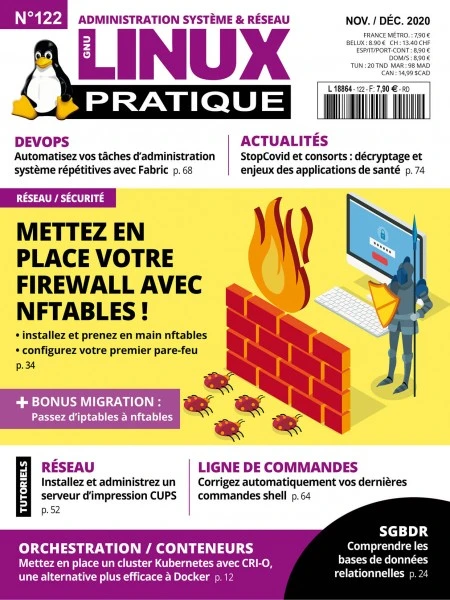 N°122
ADMINISTRATION SYSTÈME & RÉSEAU
NOV. / DÉC. 2020
GNU
LINUX
PRATIQUE
FRANCE MÉTRO. : 7,90 €
BELUX : 8.90 € CH : 13.40 CHF
ESP/IT/PORT-CONT : 8,90 €
DOM/S : 8,90 €
TUN : 20 TND MAR : 98 MAD
CAN : 14,99 $CAD
L 18864 - 122 - F: 7,90 € - RD
DEVOPS
Automatisez vos tâches d'administration
système répétitives avec Fabric p. 68
ACTUALITÉS
StopCovid et consorts : décryptage et
enjeux des applications de santé p. 74
RÉSEAU / SÉCURITÉ
METTEZ EN
PLACE VOTRE
FIREWALL AVEC
NFTABLES !
• installez et prenez en main nftables
• configurez votre premier pare-feu
p. 34
+ BONUS MIGRATION :
Passez d'iptables à nftables
TUTORIELS
RÉSEAU
Installez et administrez un
serveur d'impression CUPS
p. 52
LIGNE DE COMMANDES
Corrigez automatiquement vos dernières
commandes shell p. 64
ORCHESTRATION / CONTENEURS
Mettez en place un cluster Kubernetes avec CRI-O,
une alternative plus efficace à Docker p. 12
SGBDR
Comprendre les
bases de données
relationnelles p. 24